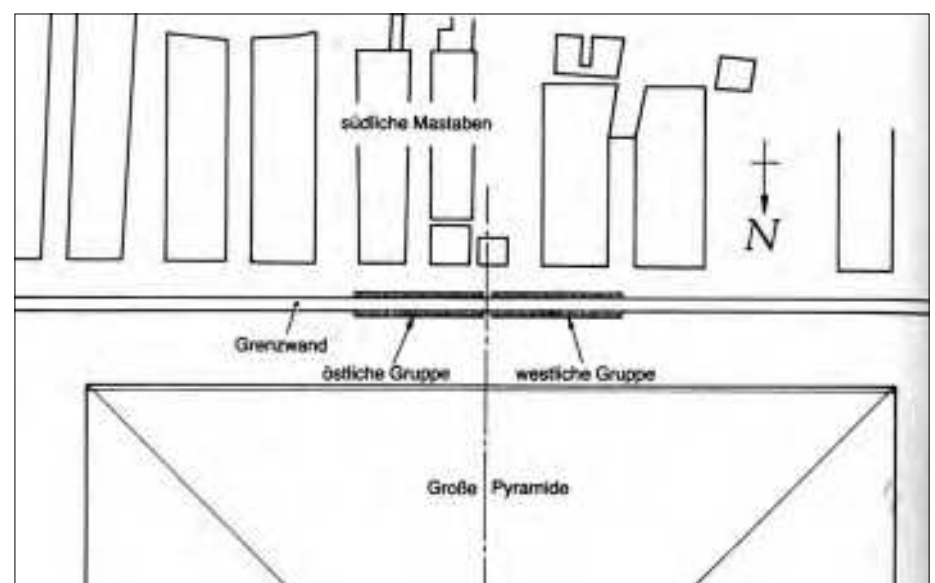 südliche Mastaben
N
Grenzwand
östliche Gruppe
westliche Gruppe
Große Pyramide